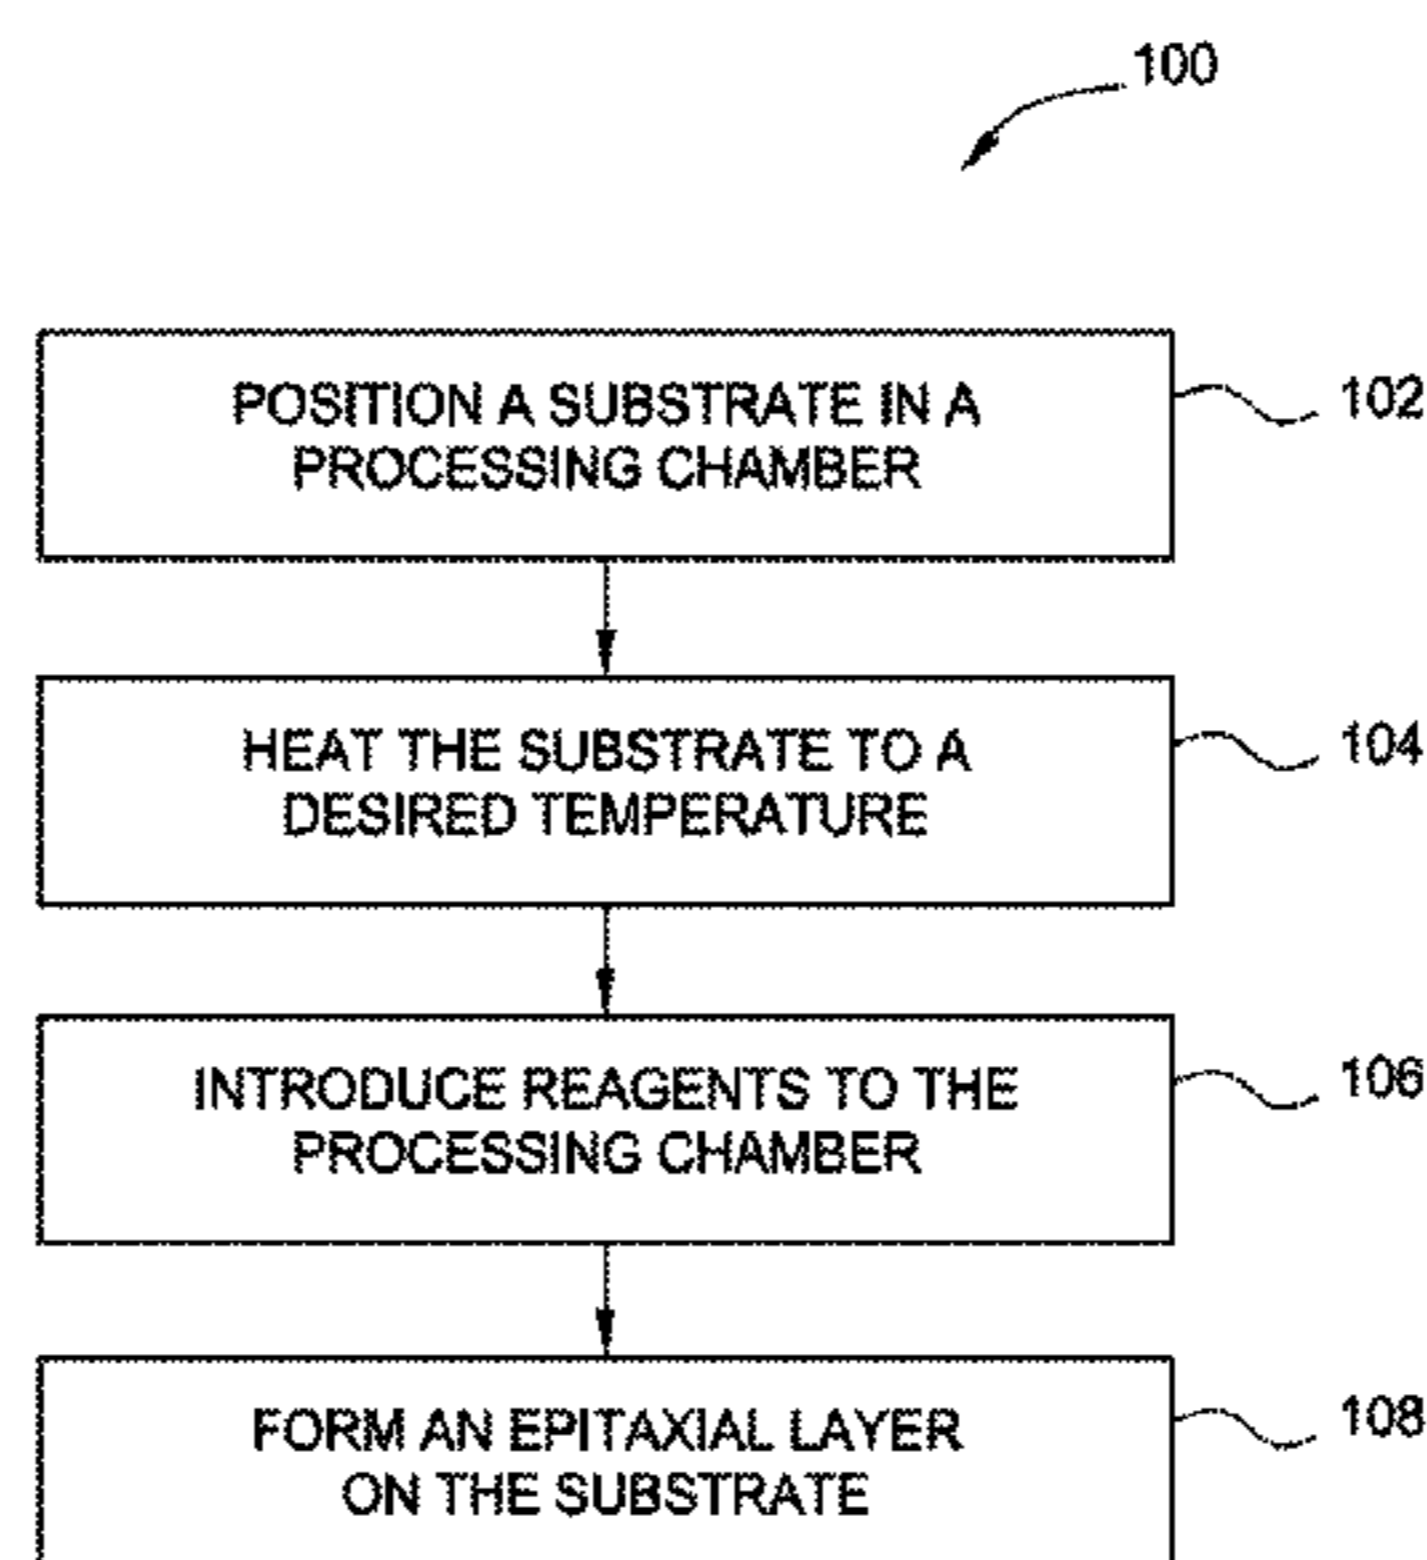 100
POSITION A SUBSTRATE IN A
PROCESSING CHAMBER
102
HEAT THE SUBSTRATE TO A
DESIRED TEMPERATURE
104
INTRODUCE REAGENTS TO THE
PROCESSING CHAMBER
106
FORM AN EPITAXIAL LAYER
ON THE SUBSTRATE
108